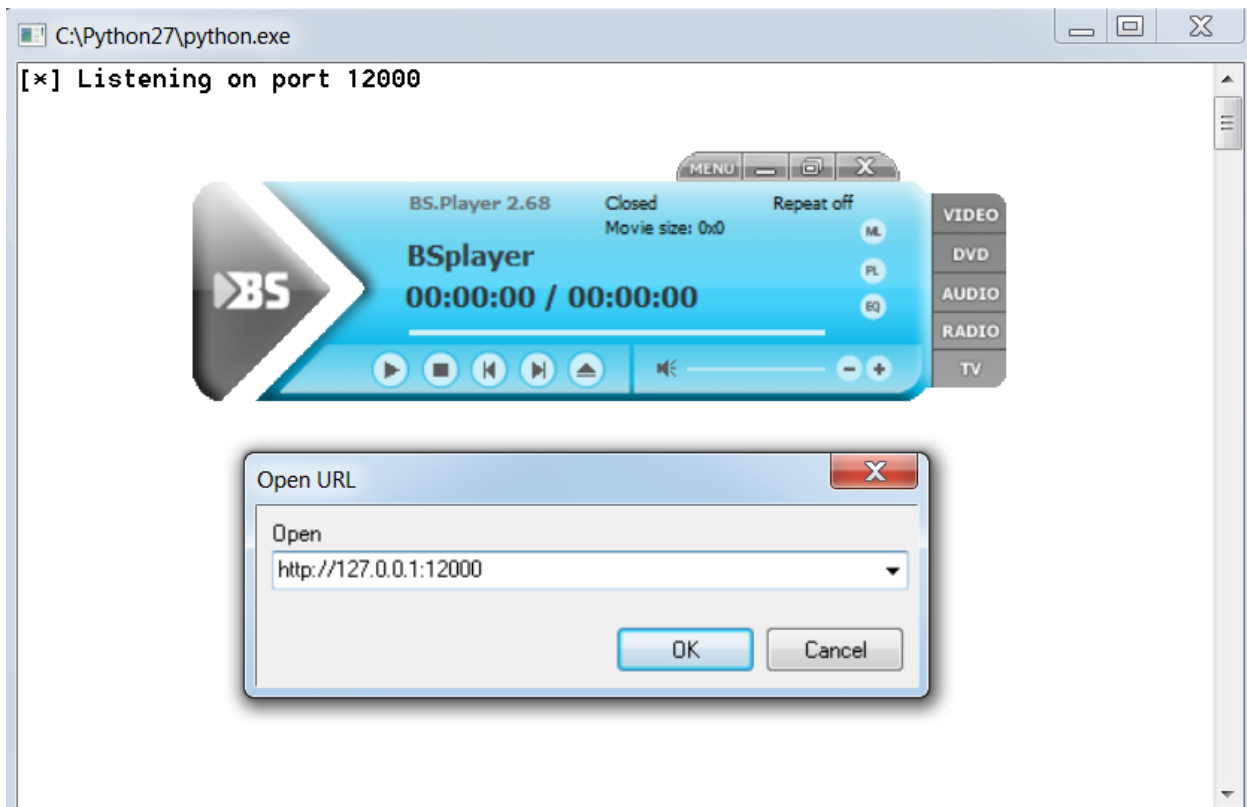 C:\Python27\python.exe
[*] Listening on port 12000
MENU
BS.Player 2.68 Closed Repeat off
Movie size: 0x0
BSplayer
00:00:00 / 00:00:00
BS
ML
PL
EQ
VIDEO
DVD
AUDIO
RADIO
TV
Open URL
Open
http://127.0.0.1:12000
OK Cancel